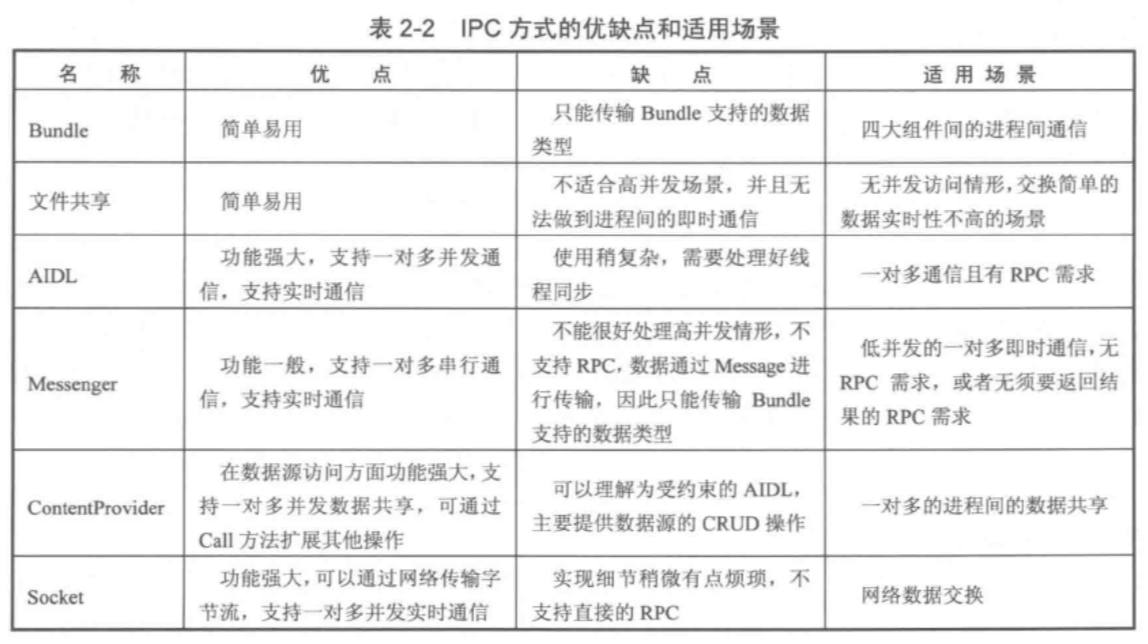 表 2-2 IPC 方式的优缺点和适用场景
名 称 优 点 缺 点 适 用 场 景
Bundle
简单易用
只能传输 Bundle 支持的数据
类型
四大组件间的进程间通信
文件共享
简单易用
不适合高并发场景，并且无
法做到进程间的即时通信
无并发访问情形，交换简单的
数据实时性不高的场景
AIDL
功能强大，支持一对多并发通
信，支持实时通信
使用稍复杂，需要处理好线
程同步
一对多通信且有 RPC 需求
Messenger
功能一般，支持一对多串行通
信，支持实时通信
不能很好处理高并发情形，不
支持 RPC，数据通过 Message 进
行传输，因此只能传输 Bundle
支持的数据类型
低并发的一对多即时通信，无
RPC 需求，或者无须要返回结
果的 RPC 需求
ContentProvider
在数据源访问方面功能强大，支
持一对多并发数据共享，可通过
Call 方法扩展其他操作
可以理解为受约束的 AIDL，
主要提供数据源的 CRUD 操作
一对多的进程间的数据共享
Socket
功能强大，可以通过网络传输字
节流，支持一对多并发实时通信
实现细节稍微有点烦琐，不
支持直接的 RPC
网络数据交换